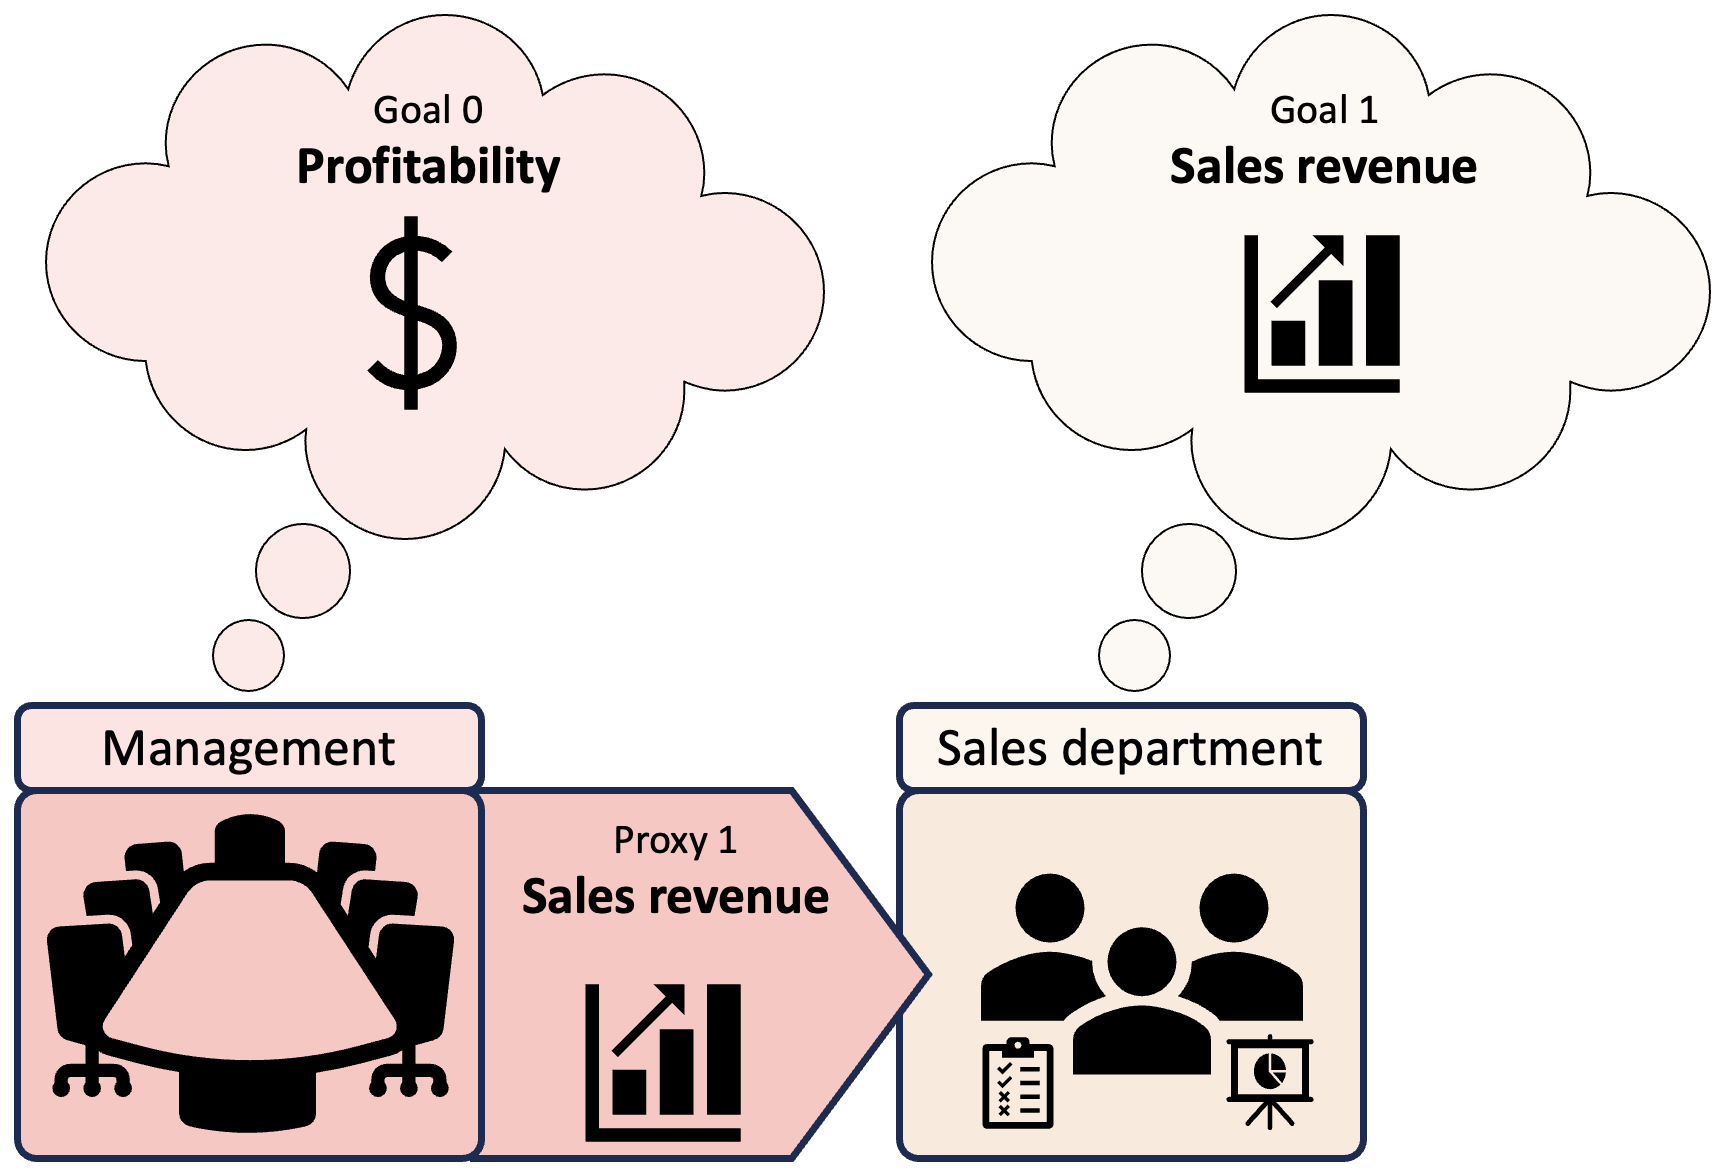 Goal 0
Profitability
Goal 1
Sales revenue
Management
Sales department
Proxy 1
Sales revenue